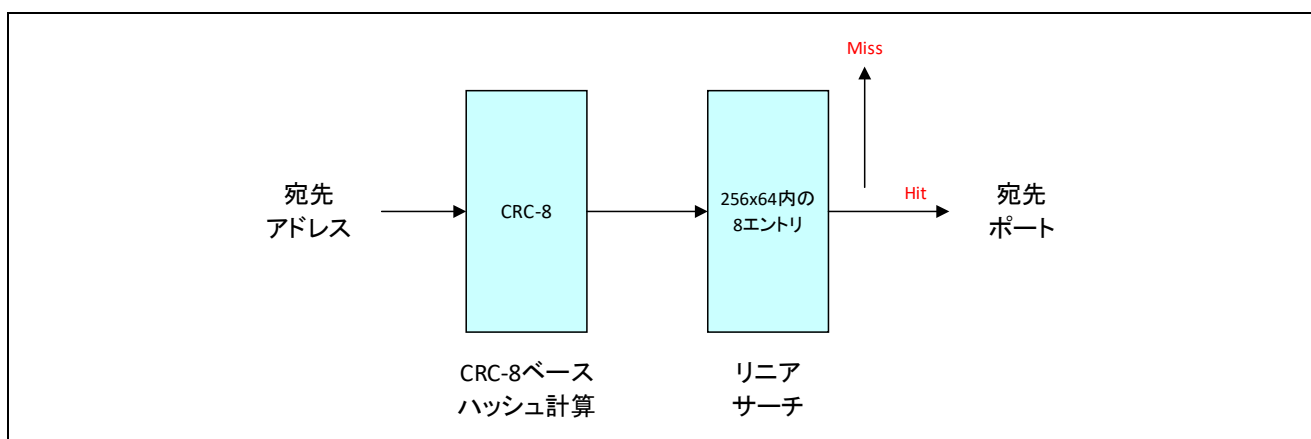 Miss
宛先
アドレス
CRC-8
256x64内の
8エントリ
Hit
宛先
ポート
CRC-8ベース
ハッシュ計算
リニア
サーチ